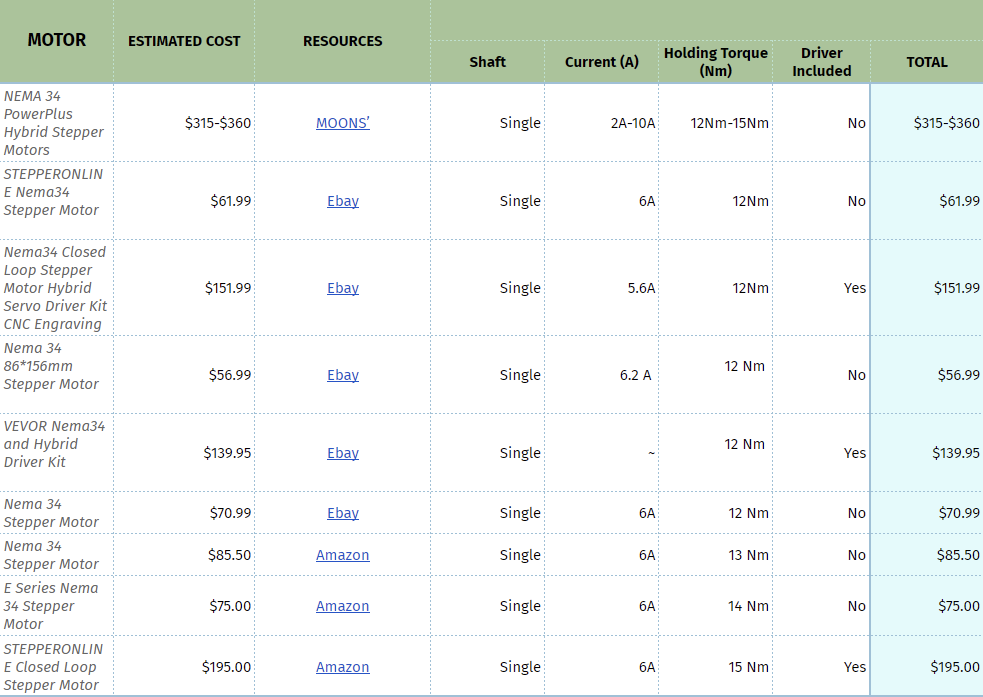 MOTOR ESTIMATED COST RESOURCES
Shaft Current (A) Holding Torque (Nm) Driver Included TOTAL
NEMA 34
PowerPlus
Hybrid Stepper
Motors
$315-$360 MOONS’ Single 2A-10A 12Nm-15Nm No $315-$360
STEPPERONLIN
E Nema34
Stepper Motor
$61.99 Ebay Single 6A 12Nm No $61.99
Nema34 Closed
Loop Stepper
Motor Hybrid
Servo Driver Kit
CNC Engraving
$151.99 Ebay Single 5.6A 12Nm Yes $151.99
Nema 34
86*156mm
Stepper Motor
$56.99 Ebay Single 6.2 A 12 Nm No $56.99
VEVOR Nema34
and Hybrid
Driver Kit
$139.95 Ebay Single ~ 12 Nm Yes $139.95
Nema 34
Stepper Motor
$70.99 Ebay Single 6A 12 Nm No $70.99
Nema 34
Stepper Motor
$85.50 Amazon Single 6A 13 Nm No $85.50
E Series Nema
34 Stepper
Motor
$75.00 Amazon Single 6A 14 Nm No $75.00
STEPPERONLIN
E Closed Loop
Stepper Motor
$195.00 Amazon Single 6A 15 Nm Yes $195.00